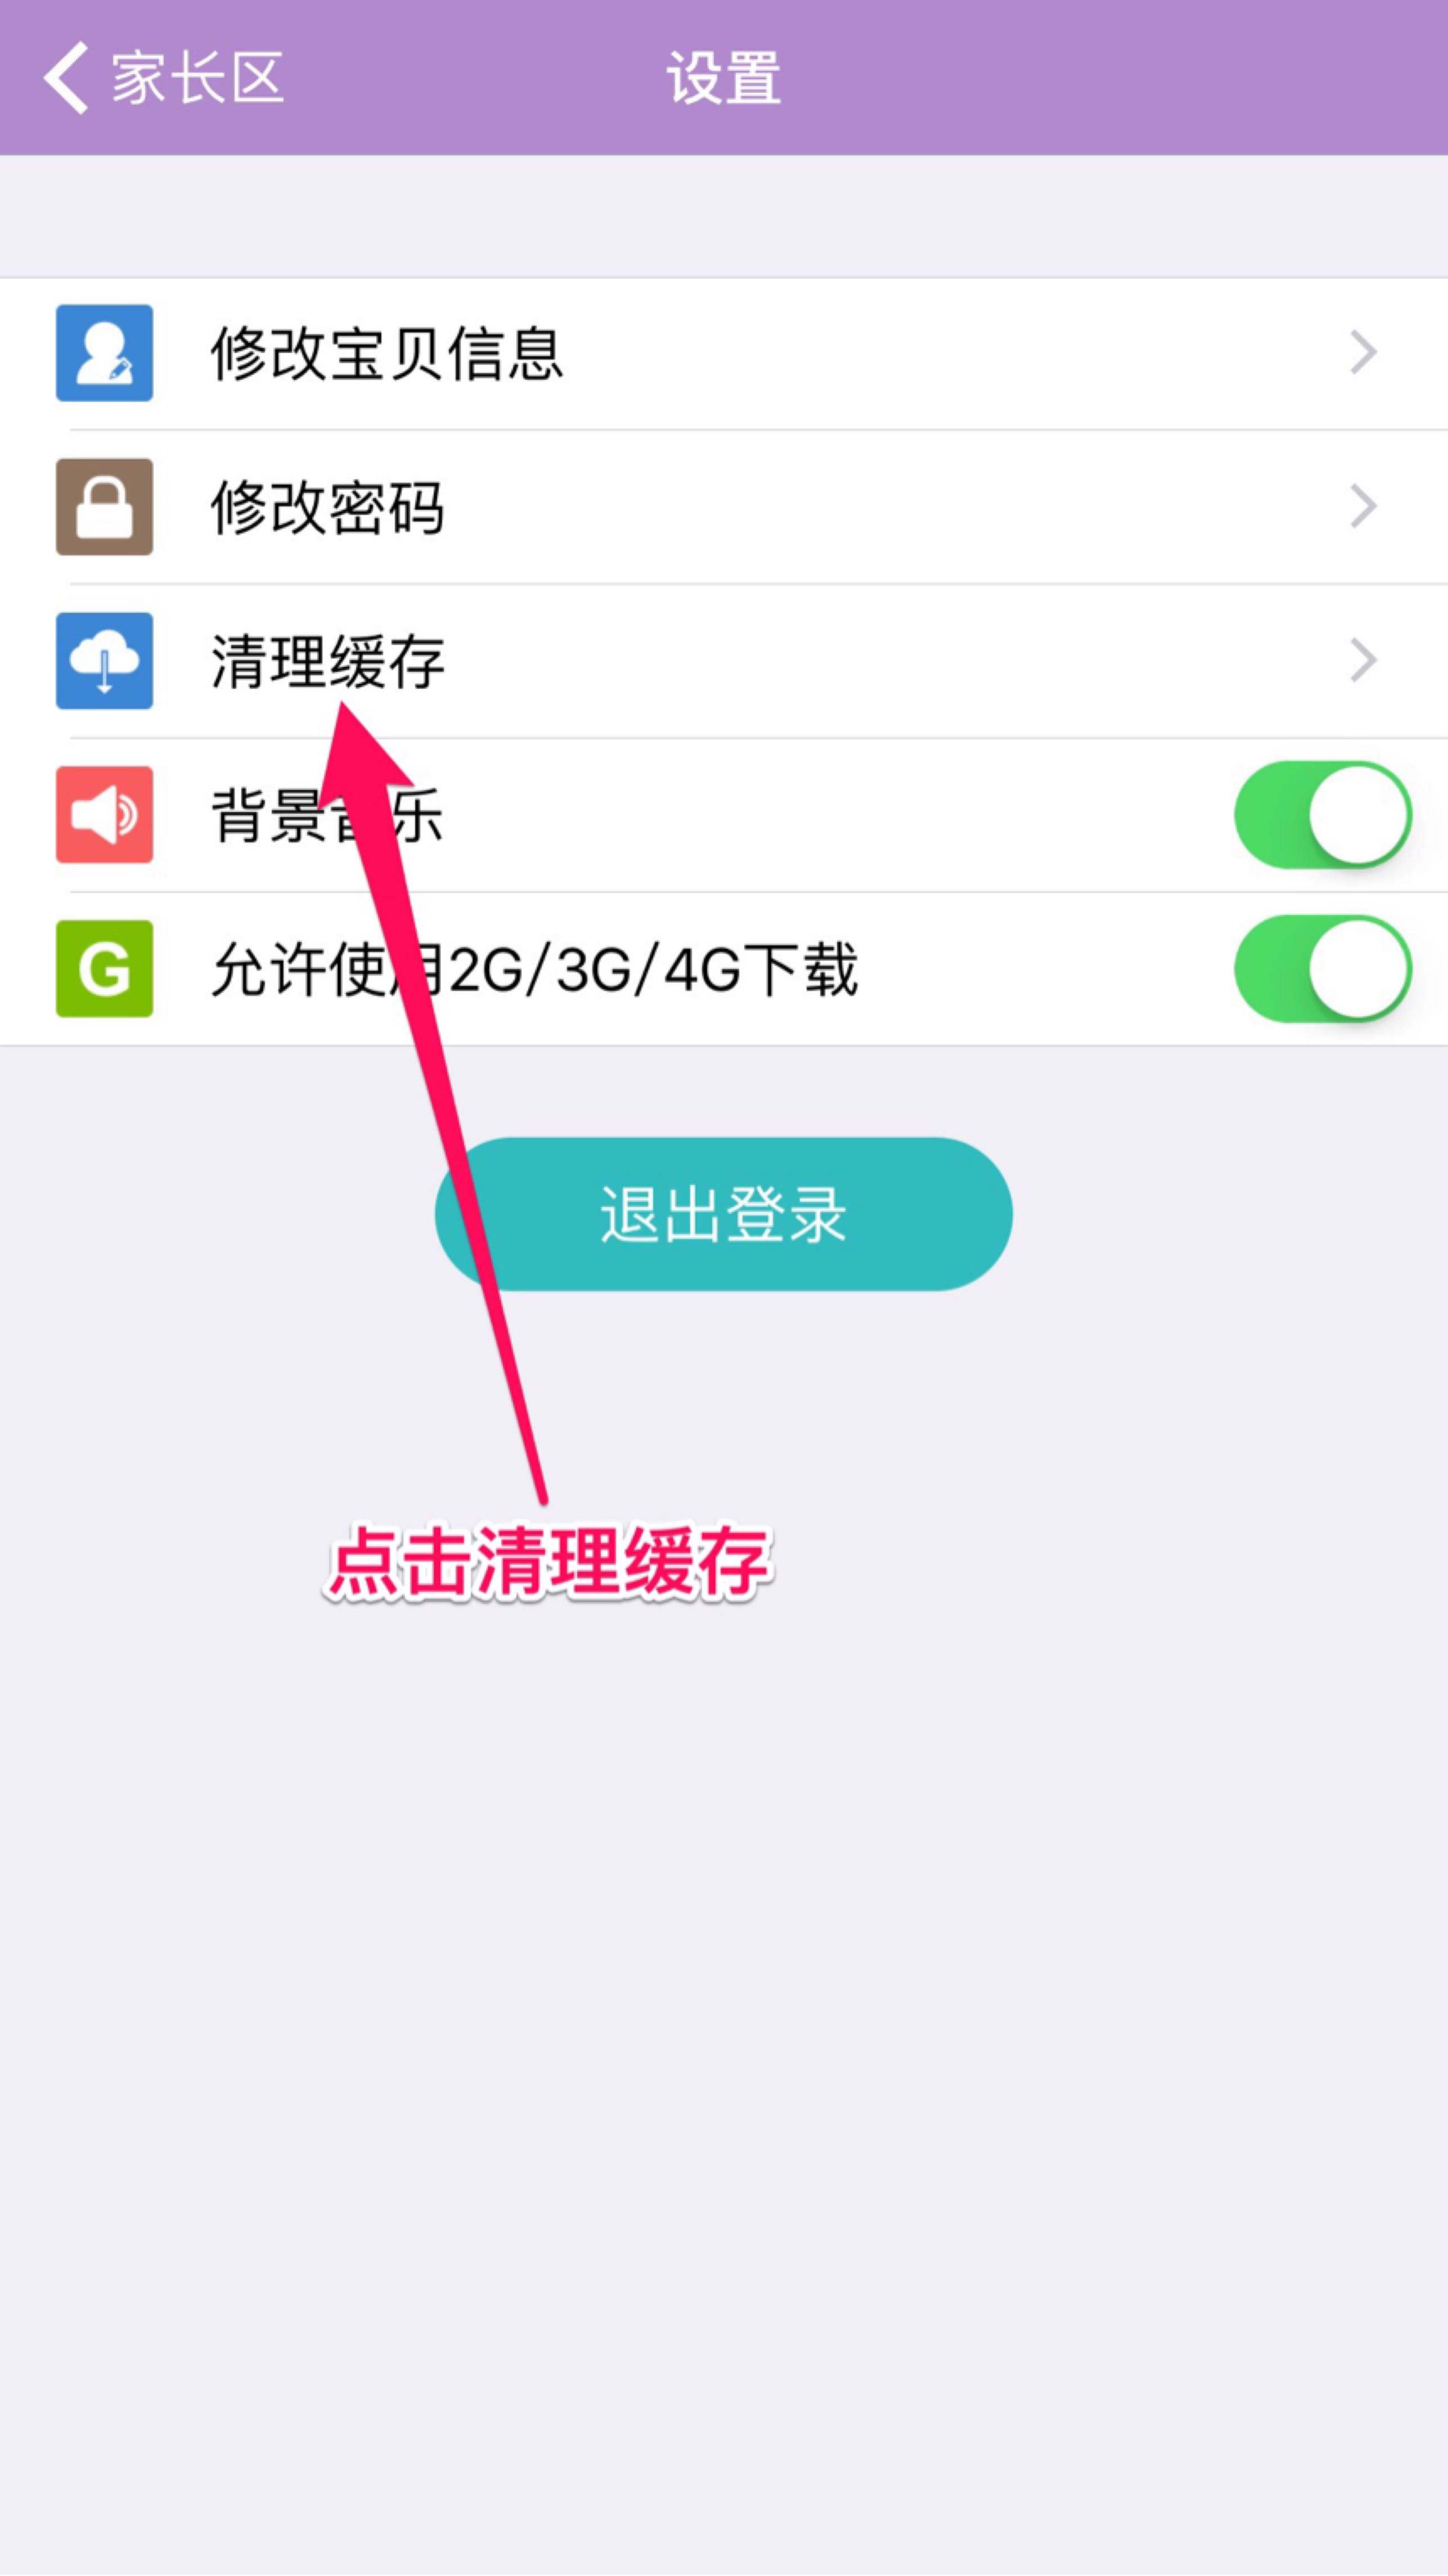 家长区
设置
修改宝贝信息
修改密码
清理缓存
背景音乐
G
允许使用2G/3G/4G下载
退出登录
点击清理缓存